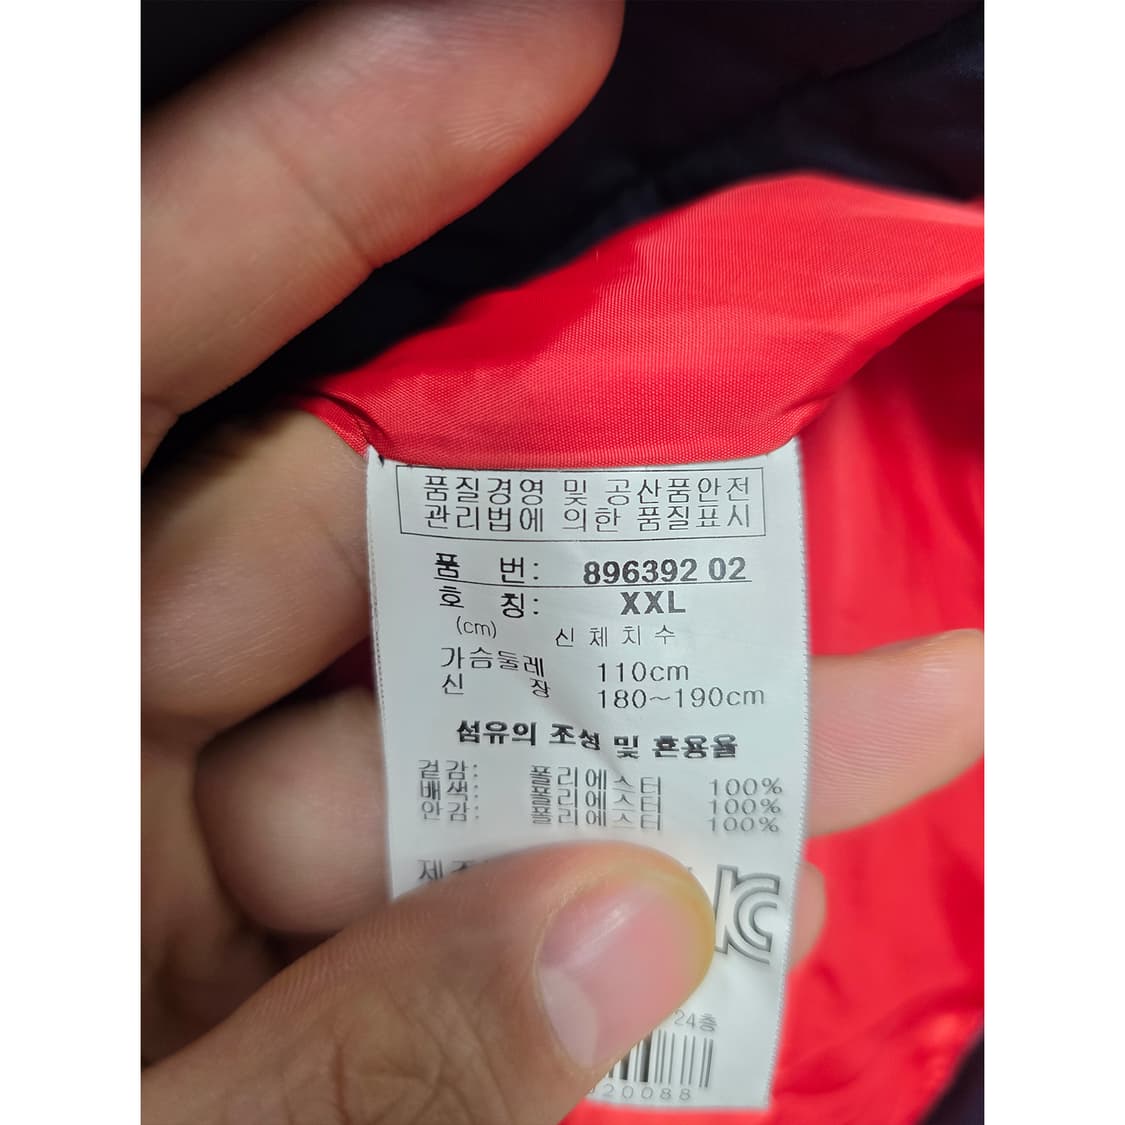 품질경영 및 공산품안전
관리법에 의한 품질표시
품 번: 896392 02
호 칭: XXL
(cm) 신체치수
가슴둘레 110cm
신 장 180~190cm
섬유의 조성 및 혼용율
겉감: 폴리에스터 100%
배색: 폴리에스터 100%
안감: 폴리에스터 100%
제조
KC
24층
20088